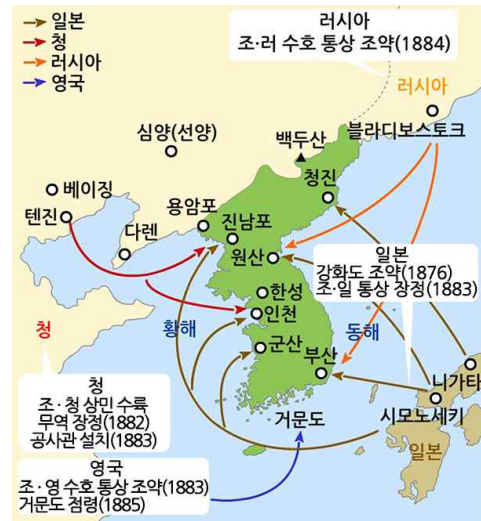 일본
청
러시아
영국
러시아
조·러 수호 통상 조약(1884)
러시아
블라디보스토크
심양(선양)
백두산
청진
베이징
텐진
다롄
용암포
진남포
원산
일본
강화도 조약(1876)
조·일 통상 장정(1883)
한성
인천
황해
동해
청
군산
부산
니가타
시모노세키
일본
청
조·청 상민 수륙
무역 장정(1882)
공사관 설치(1883)
거문도
영국
조·영 수호 통상 조약(1883)
거문도 점령(1885)